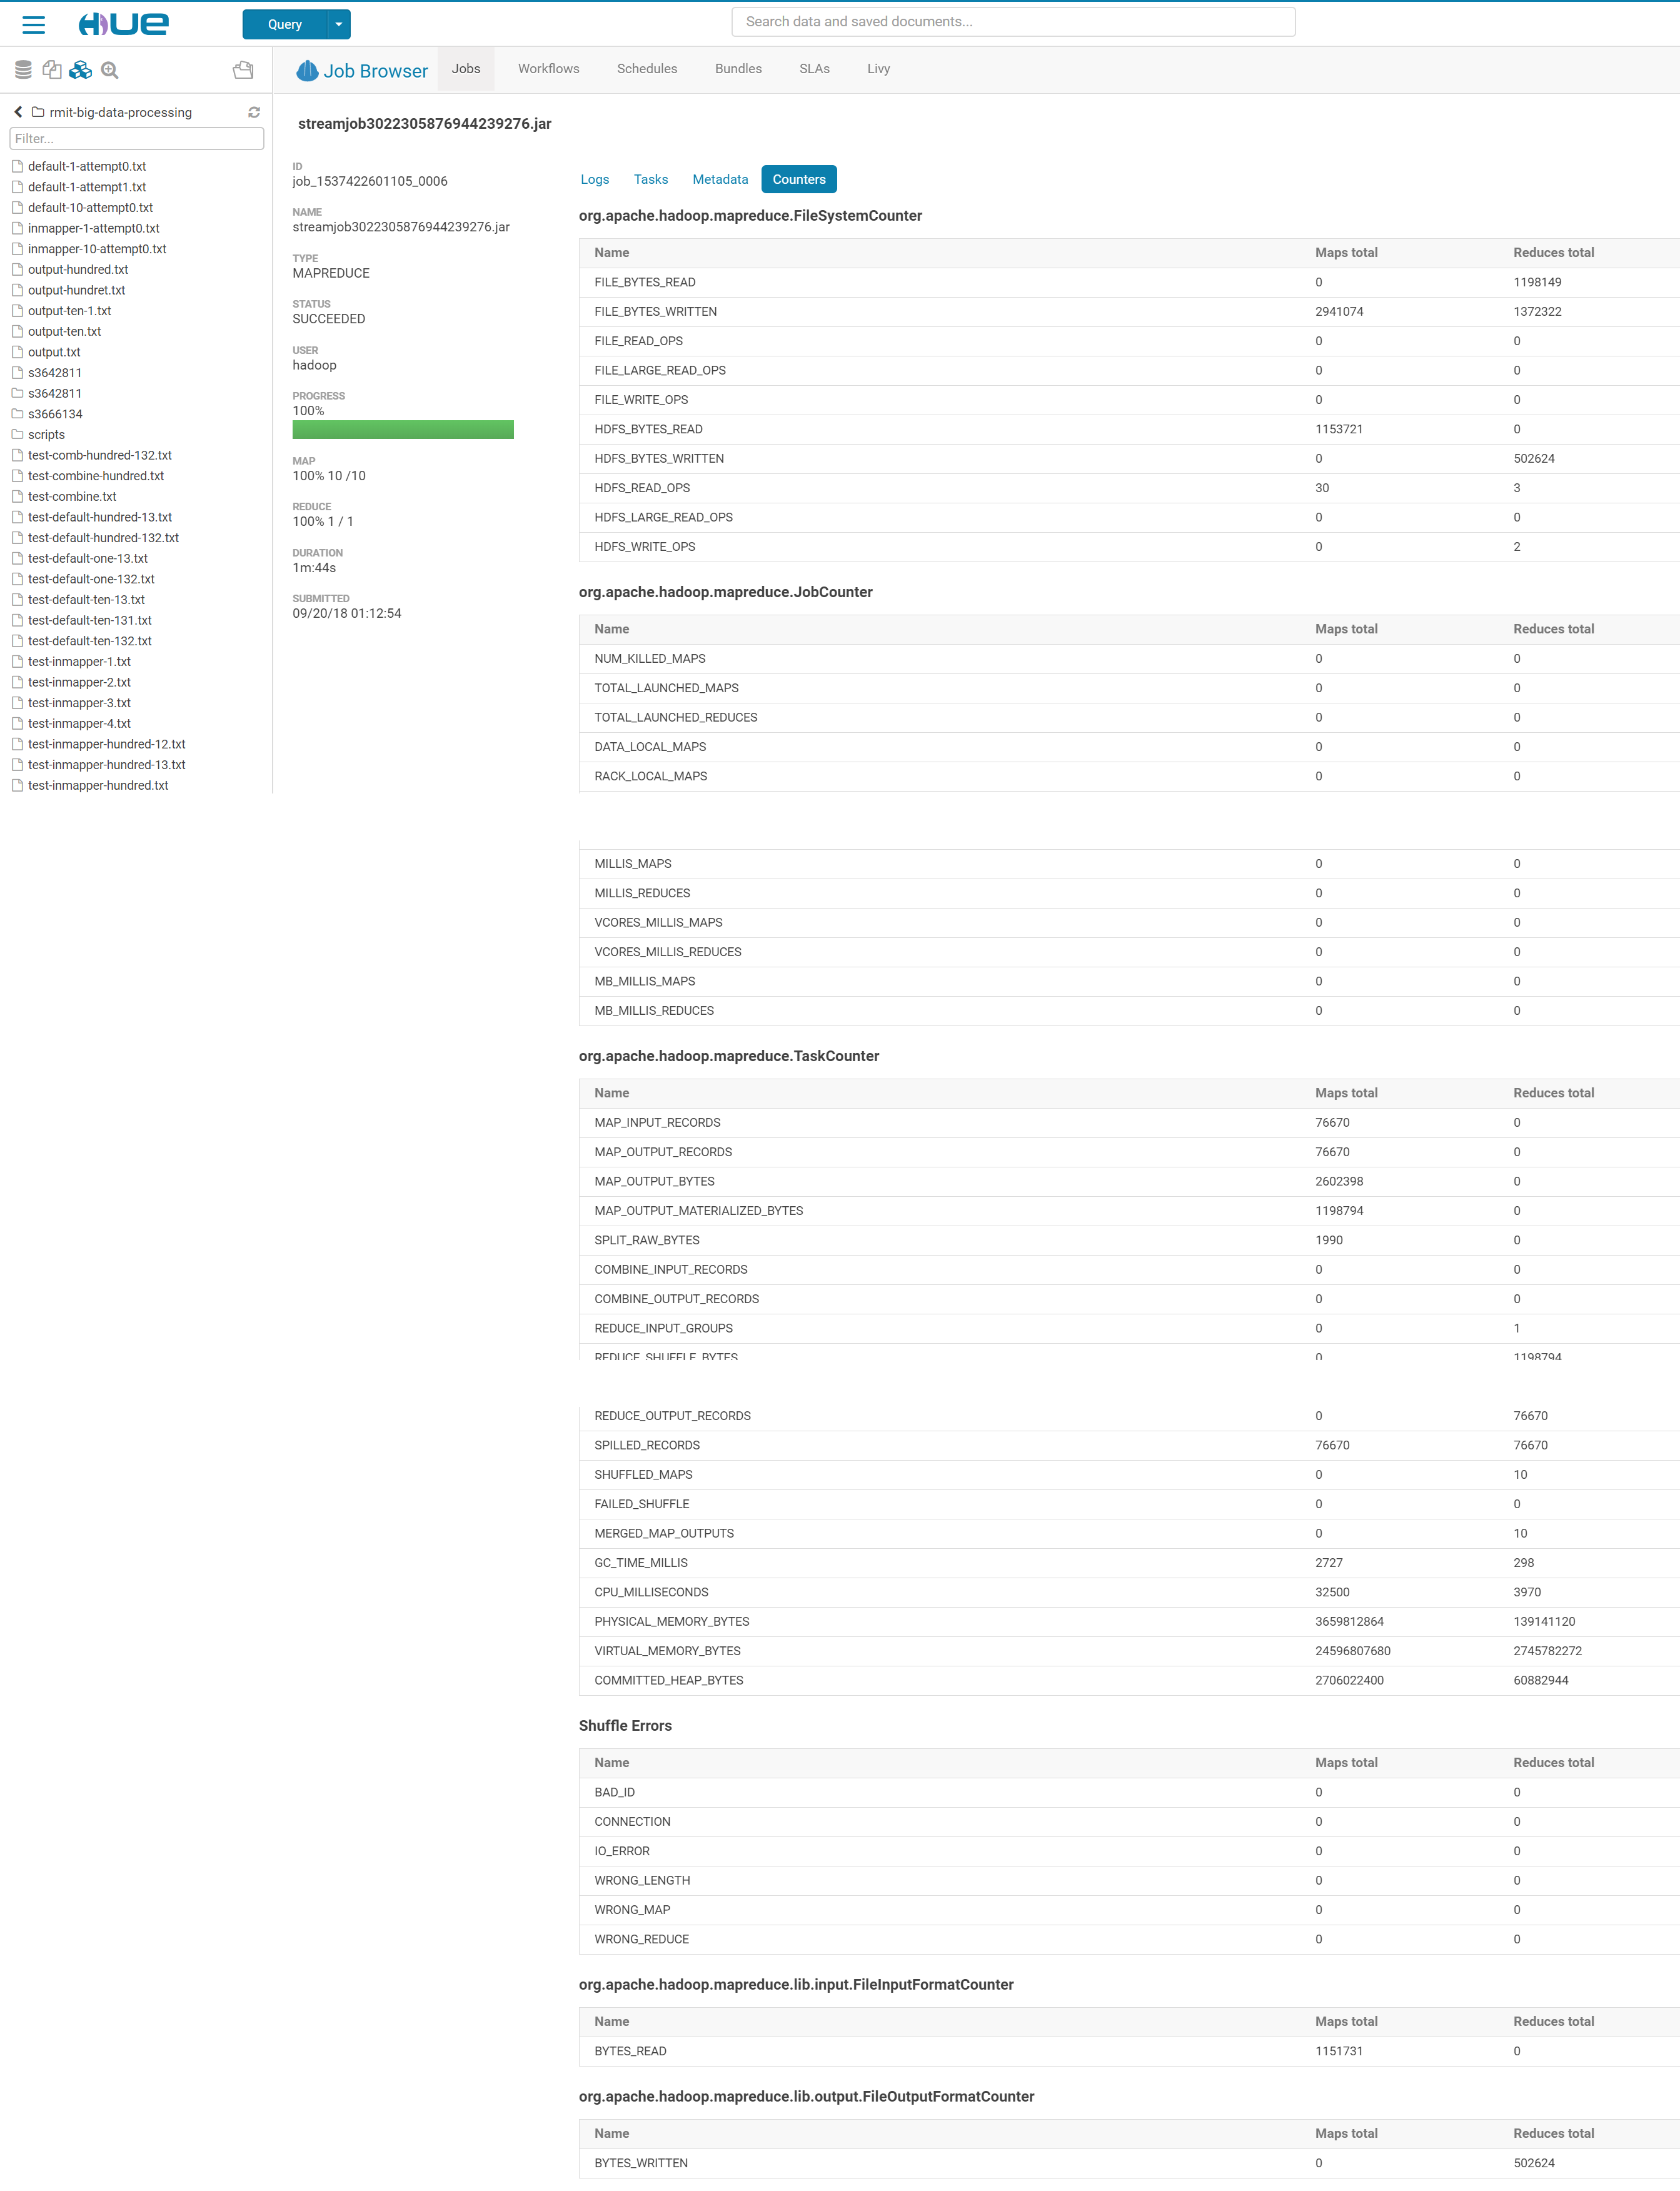 HUE
Query
Search data and saved documents...
Job Browser
Jobs
Workflows
Schedules
Bundles
SLAs
Livy
rmit-big-data-processing
Filter...
default-1-attempt0.txt
default-1-attempt1.txt
default-10-attempt0.txt
inmapper-1-attempt0.txt
inmapper-10-attempt0.txt
output-hundred.txt
output-hundret.txt
output-ten-1.txt
output-ten.txt
output.txt
s3642811
s3642811
s3666134
scripts
test-comb-hundred-132.txt
test-combine-hundred.txt
test-combine.txt
test-default-hundred-13.txt
test-default-hundred-132.txt
test-default-one-13.txt
test-default-one-132.txt
test-default-ten-13.txt
test-default-ten-131.txt
test-default-ten-132.txt
test-inmapper-1.txt
test-inmapper-2.txt
test-inmapper-3.txt
test-inmapper-4.txt
test-inmapper-hundred-12.txt
test-inmapper-hundred-13.txt
test-inmapper-hundred.txt
streamjob3022305876944239276.jar
ID
job_1537422601105_0006
NAME
streamjob3022305876944239276.jar
TYPE
MAPREDUCE
STATUS
SUCCEEDED
USER
hadoop
PROGRESS
100%
MAP
100% 10 /10
REDUCE
100% 1 / 1
DURATION
1m:44s
SUBMITTED
09/20/18 01:12:54
Logs Tasks Metadata Counters
org.apache.hadoop.mapreduce.FileSystemCounter
Name Maps total Reduces total
FILE_BYTES_READ 0 1198149
FILE_BYTES_WRITTEN 2941074 1372322
FILE_READ_OPS 0 0
FILE_LARGE_READ_OPS 0 0
FILE_WRITE_OPS 0 0
HDFS_BYTES_READ 1153721 0
HDFS_BYTES_WRITTEN 0 502624
HDFS_READ_OPS 30 3
HDFS_LARGE_READ_OPS 0 0
HDFS_WRITE_OPS 0 2
org.apache.hadoop.mapreduce.JobCounter
Name Maps total Reduces total
NUM_KILLED_MAPS 0 0
TOTAL_LAUNCHED_MAPS 0 0
TOTAL_LAUNCHED_REDUCES 0 0
DATA_LOCAL_MAPS 0 0
RACK_LOCAL_MAPS 0 0
MILLIS_MAPS 0 0
MILLIS_REDUCES 0 0
VCORES_MILLIS_MAPS 0 0
VCORES_MILLIS_REDUCES 0 0
MB_MILLIS_MAPS 0 0
MB_MILLIS_REDUCES 0 0
org.apache.hadoop.mapreduce.TaskCounter
Name Maps total Reduces total
MAP_INPUT_RECORDS 76670 0
MAP_OUTPUT_RECORDS 76670 0
MAP_OUTPUT_BYTES 2602398 0
MAP_OUTPUT_MATERIALIZED_BYTES 1198794 0
SPLIT_RAW_BYTES 1990 0
COMBINE_INPUT_RECORDS 0 0
COMBINE_OUTPUT_RECORDS 0 0
REDUCE_INPUT_GROUPS 0 1
REDUCE_SHUFFLE_BYTES 0 1198794
REDUCE_OUTPUT_RECORDS 0 76670
SPILLED_RECORDS 76670 76670
SHUFFLED_MAPS 0 10
FAILED_SHUFFLE 0 0
MERGED_MAP_OUTPUTS 0 10
GC_TIME_MILLIS 2727 298
CPU_MILLISECONDS 32500 3970
PHYSICAL_MEMORY_BYTES 3659812864 139141120
VIRTUAL_MEMORY_BYTES 24596807680 2745782272
COMMITTED_HEAP_BYTES 2706022400 60882944
Shuffle Errors
Name Maps total Reduces total
BAD_ID 0 0
CONNECTION 0 0
IO_ERROR 0 0
WRONG_LENGTH 0 0
WRONG_MAP 0 0
WRONG_REDUCE 0 0
org.apache.hadoop.mapreduce.lib.input.FileInputFormatCounter
Name Maps total Reduces total
BYTES_READ 1151731 0
org.apache.hadoop.mapreduce.lib.output.FileOutputFormatCounter
Name Maps total Reduces total
BYTES_WRITTEN 0 502624